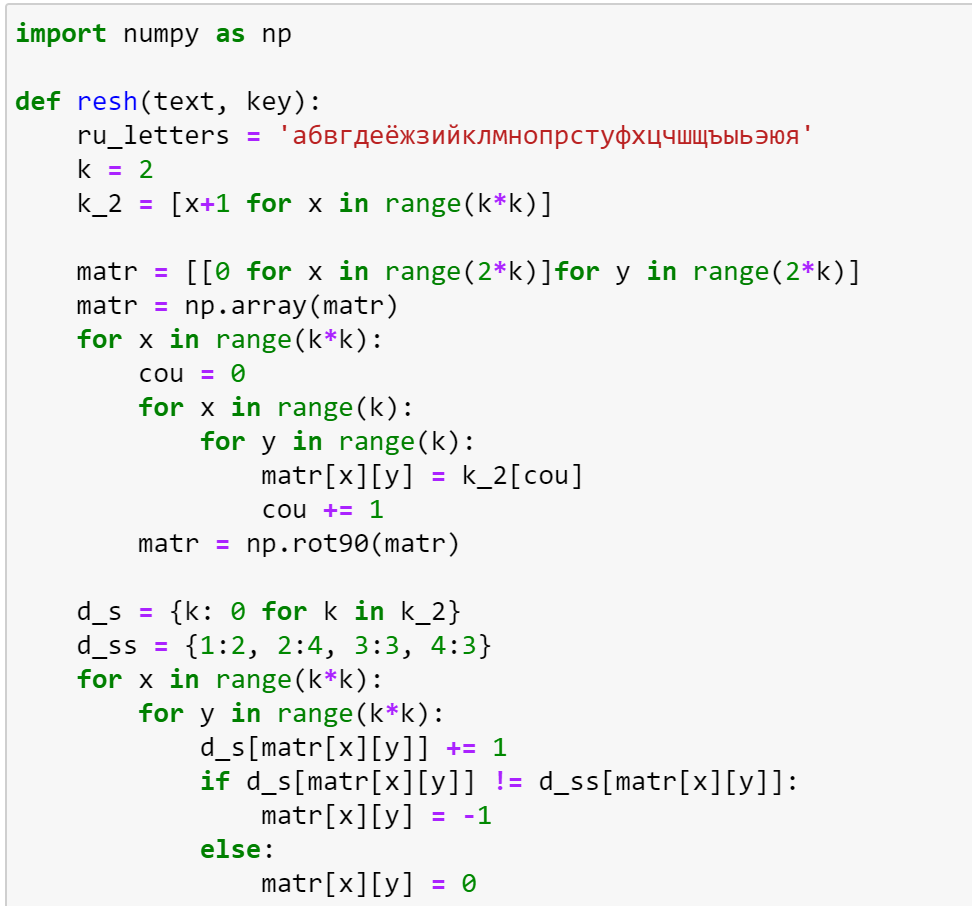 import numpy as np
def resh(text, key):
    ru_letters = 'абвгдеёжзийклмнопрстуфхцчшщъыьэюя'
    k = 2
    k_2 = [x+1 for x in range(k*k)]
    matr = [[0 for x in range(2*k)]for y in range(2*k)]
    matr = np.array(matr)
    for x in range(k*k):
        cou = 0
        for x in range(k):
            for y in range(k):
                matr[x][y] = k_2[cou]
                cou += 1
        matr = np.rot90(matr)
    d_s = {k: 0 for k in k_2}
    d_ss = {1:2, 2:4, 3:3, 4:3}
    for x in range(k*k):
        for y in range(k*k):
            d_s[matr[x][y]] += 1
            if d_s[matr[x][y]] != d_ss[matr[x][y]]:
                matr[x][y] = -1
            else:
                matr[x][y] = 0